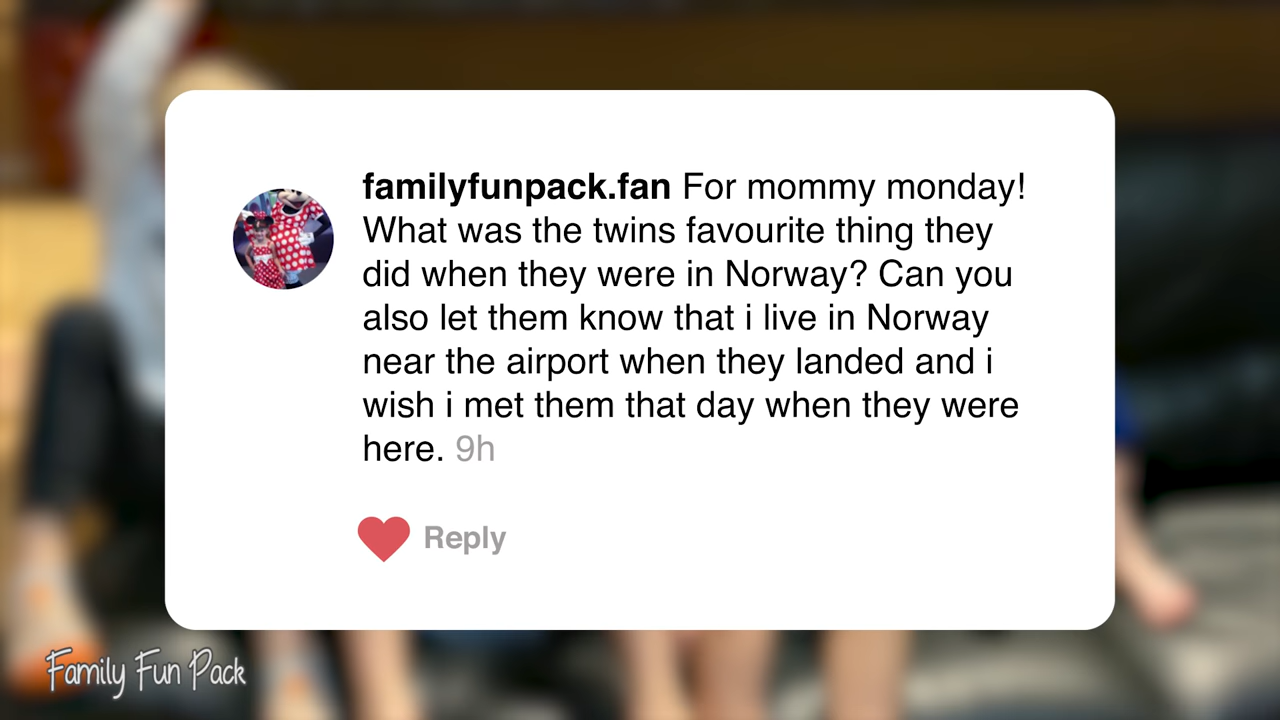 familyfunpack.fan For mommy monday!
What was the twins favourite thing they
did when they were in Norway? Can you
also let them know that i live in Norway
near the airport when they landed and i
wish i met them that day when they were
here. 9h
Reply
Family Fun Pack